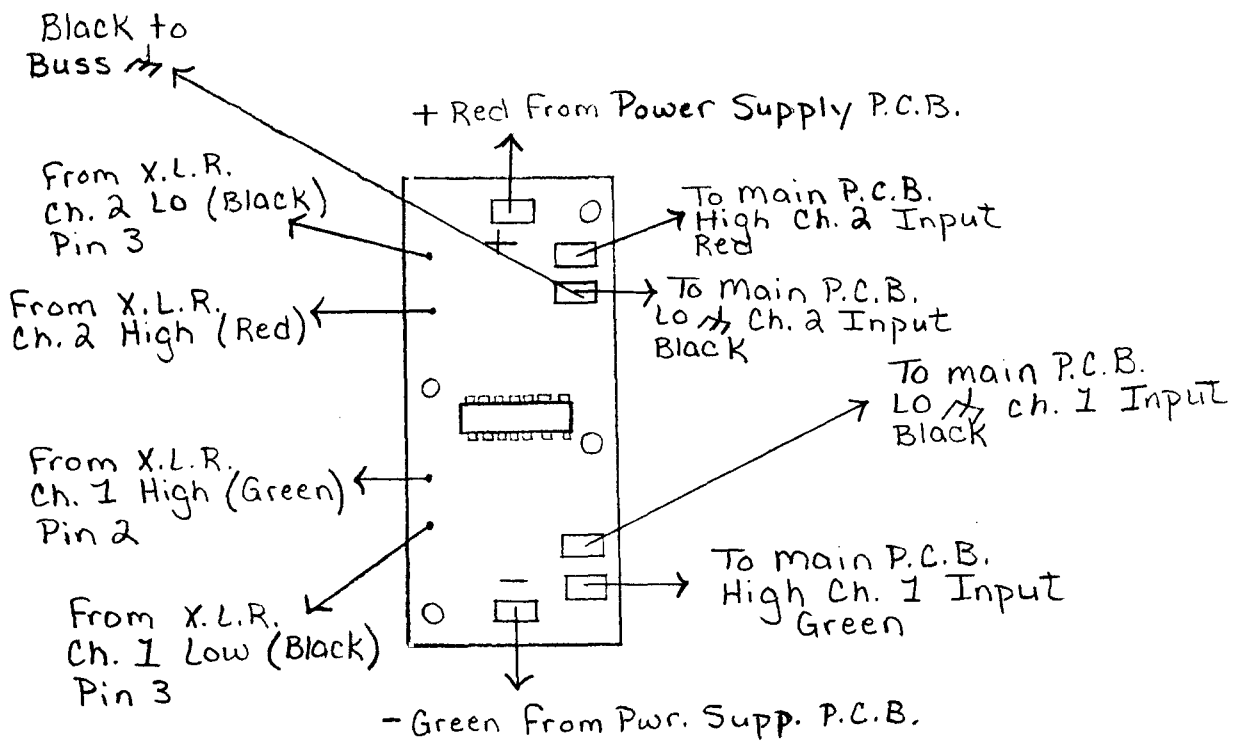 Black to
Buss
+ Red From Power Supply P.C.B.
From X.L.R.
Ch. 2 Lo (Black)
Pin 3
To main P.C.B.
High Ch. 2 Input
Red
+
From X.L.R.
Ch. 2 High (Red)
To Main P.C.B.
LO Ch. 2 Input
Black
To main P.C.B.
LO Ch. 1 Input
Black
From X.L.R.
Ch. 1 High (Green)
Pin 2
To main P.C.B.
High Ch. 1 Input
Green
-
From X.L.R.
Ch. 1 Low (Black)
Pin 3
- Green From Pwr. Supp. P.C.B.